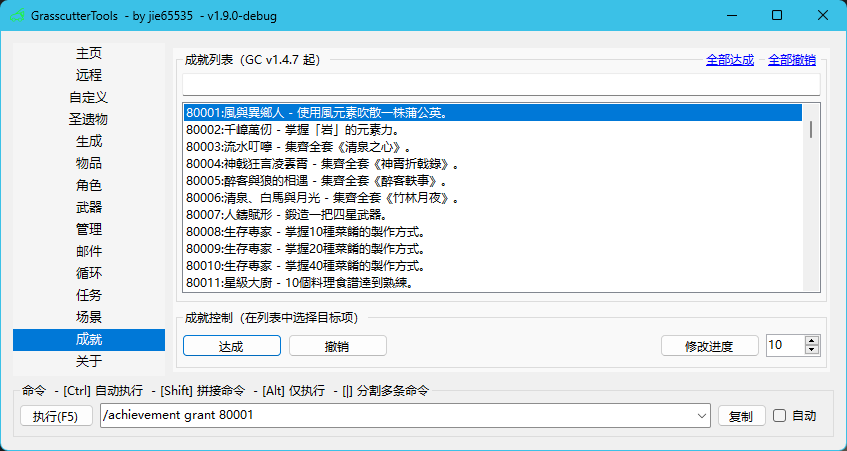 GrasscutterTools - by jie65535 - v1.9.0-debug
主页
远程
自定义
圣遗物
生成
物品
角色
武器
管理
邮件
循环
任务
场景
成就
关于
成就列表（GC v1.4.7 起）
全部达成
全部撤销
80001:風與異鄉人 - 使用風元素吹散一株蒲公英。
80002:千嶂萬仞 - 掌握「岩」的元素力。
80003:流水叮嚀 - 集齊全套《清泉之心》。
80004:神戟狂言凌雲霄 - 集齊全套《神霄折戟錄》。
80005:醉客與狼的相遇 - 集齊全套《醉客軼事》。
80006:清泉、白馬與月光 - 集齊全套《竹林月夜》。
80007:人鑄賦形 - 鍛造一把四星武器。
80008:生存專家 - 掌握10種菜餚的製作方式。
80009:生存專家 - 掌握20種菜餚的製作方式。
80010:生存專家 - 掌握40種菜餚的製作方式。
80011:星級大廚 - 10個料理食譜達到熟練。
成就控制（在列表中选择目标项）
达成
撤销
修改进度
10
命令 - [Ctrl] 自动执行 - [Shift] 拼接命令 - [Alt] 仅执行 - [|] 分割多条命令
执行(F5)
/achievement grant 80001
复制
自动